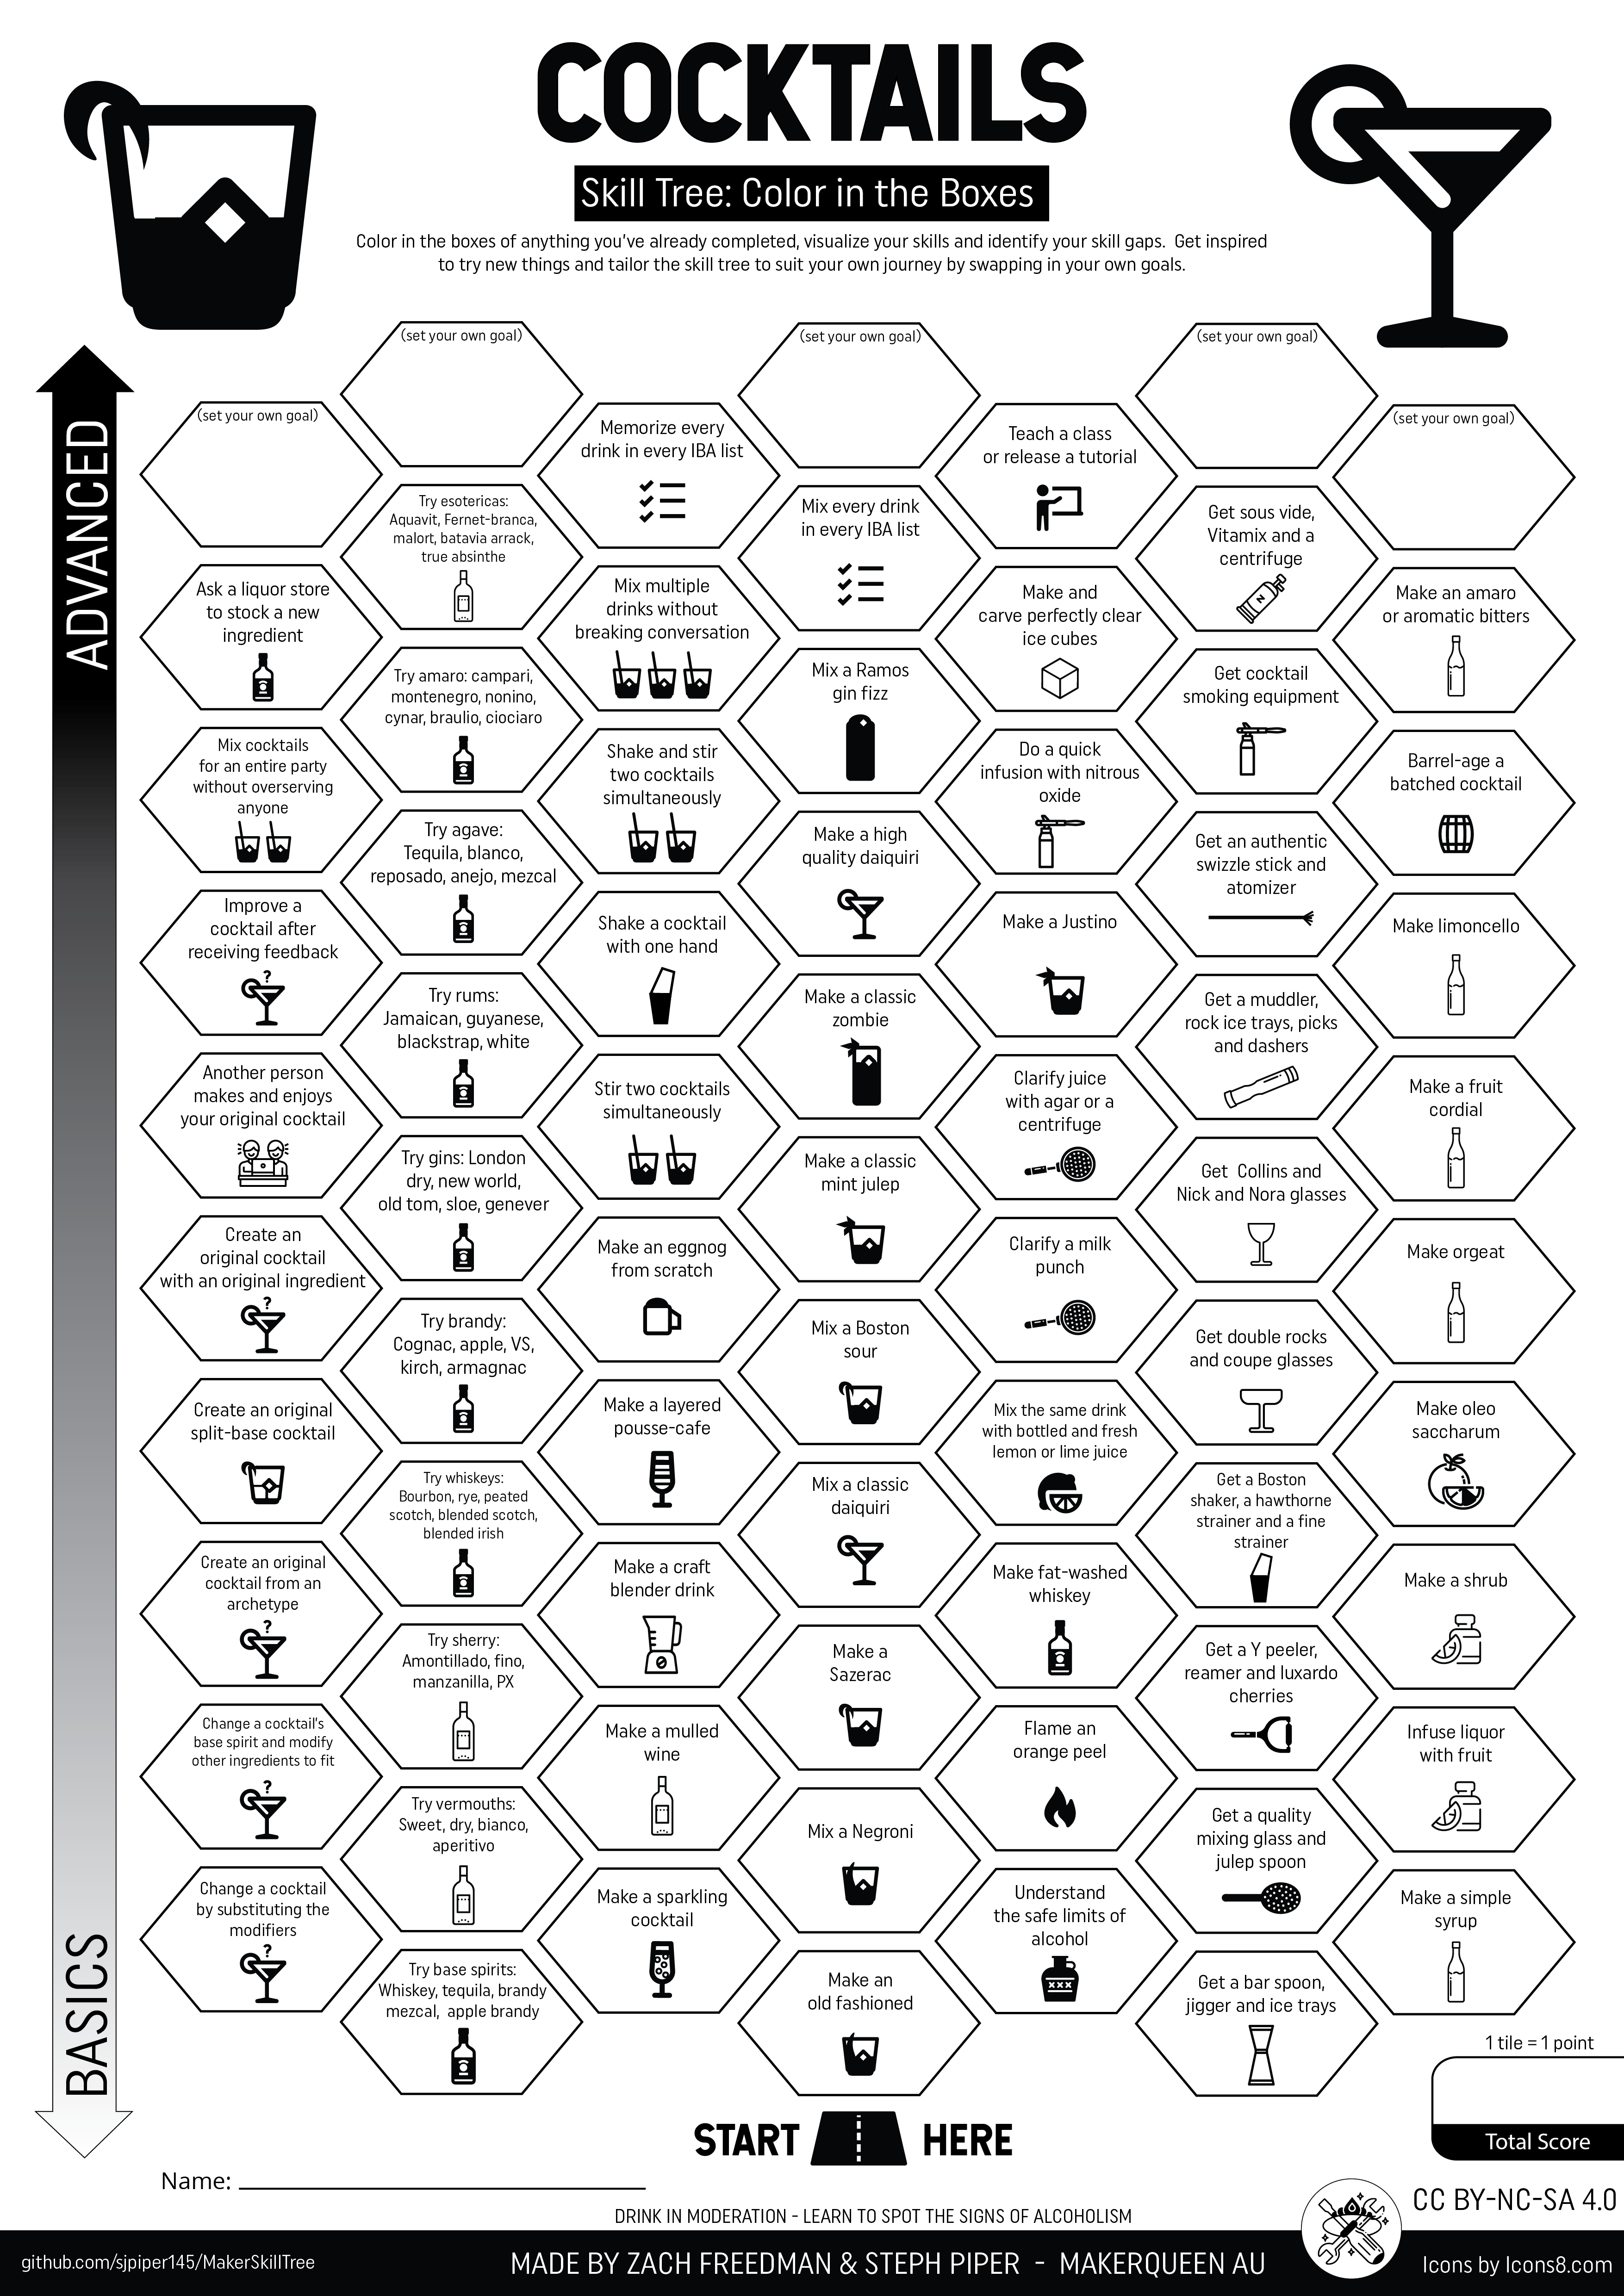 COCKTAILS
Skill Tree: Color in the Boxes
Color in the boxes of anything you've already completed, visualize your skills and identify your skill gaps. Get inspired
to try new things and tailor the skill tree to suit your own journey by swapping in your own goals.
ADVANCED
BASICS
(set your own goal)
Ask a liquor store
to stock a new
ingredient
Mix cocktails
for an entire party
without overserving
anyone
Improve a
cocktail after
receiving feedback
Another person
makes and enjoys
your original cocktail
Create an
original cocktail
with an original ingredient
Create an original
split-base cocktail
Create an original
cocktail from an
archetype
Change a cocktail's
base spirit and modify
other ingredients to fit
Change a cocktail
by substituting the
modifiers
(set your own goal)
Try esotericas:
Aquavit, Fernet-branca,
malort, batavia arrack,
true absinthe
Try amaro: campari,
montenegro, nonino,
cynar, braulio, ciociaro
Try agave:
Tequila, blanco,
reposado, anejo, mezcal
Try rums:
Jamaican, guyanese,
blackstrap, white
Try gins: London
dry, new world,
old tom, sloe, genever
Try brandy:
Cognac, apple, VS,
kirch, armagnac
Try whiskeys:
Bourbon, rye, peated
scotch, blended scotch,
blended irish
Try sherry:
Amontillado, fino,
manzanilla, PX
Try vermouths:
Sweet, dry, bianco,
aperitivo
Try base spirits:
Whiskey, tequila, brandy
mezcal, apple brandy
Memorize every
drink in every IBA list
Mix multiple
drinks without
breaking conversation
Shake and stir
two cocktails
simultaneously
Shake a cocktail
with one hand
Stir two cocktails
simultaneously
Make an eggnog
from scratch
Make a layered
pousse-cafe
Make a craft
blender drink
Make a mulled
wine
Make a sparkling
cocktail
(set your own goal)
Mix every drink
in every IBA list
Mix a Ramos
gin fizz
Make a high
quality daiquiri
Make a classic
zombie
Make a classic
mint julep
Mix a Boston
sour
Mix a classic
daiquiri
Make a
Sazerac
Mix a Negroni
Make an
old fashioned
Teach a class
or release a tutorial
Make and
carve perfectly clear
ice cubes
Do a quick
infusion with nitrous
oxide
Make a Justino
Clarify juice
with agar or a
centrifuge
Clarify a milk
punch
Mix the same drink
with bottled and fresh
lemon or lime juice
Make fat-washed
whiskey
Flame an
orange peel
Understand
the safe limits of
alcohol
XXX
(set your own goal)
Get sous vide,
Vitamix and a
centrifuge
N
Get cocktail
smoking equipment
Get an authentic
swizzle stick and
atomizer
Get a muddler,
rock ice trays, picks
and dashers
Get Collins and
Nick and Nora glasses
Get double rocks
and coupe glasses
Get a Boston
shaker, a hawthorne
strainer and a fine
strainer
Get a Y peeler,
reamer and luxardo
cherries
Get a quality
mixing glass and
julep spoon
Get a bar spoon,
jigger and ice trays
(set your own goal)
Make an amaro
or aromatic bitters
Barrel-age a
batched cocktail
Make limoncello
Make a fruit
cordial
Make orgeat
Make oleo
saccharum
Make a shrub
Infuse liquor
with fruit
Make a simple
syrup
1 tile = 1 point
Total Score
START HERE
Name:
DRINK IN MODERATION - LEARN TO SPOT THE SIGNS OF ALCOHOLISM
CC BY-NC-SA 4.0
github.com/sjpiper145/MakerSkillTree
MADE BY ZACH FREEDMAN & STEPH PIPER - MAKERQUEEN AU
Icons by Icons8.com